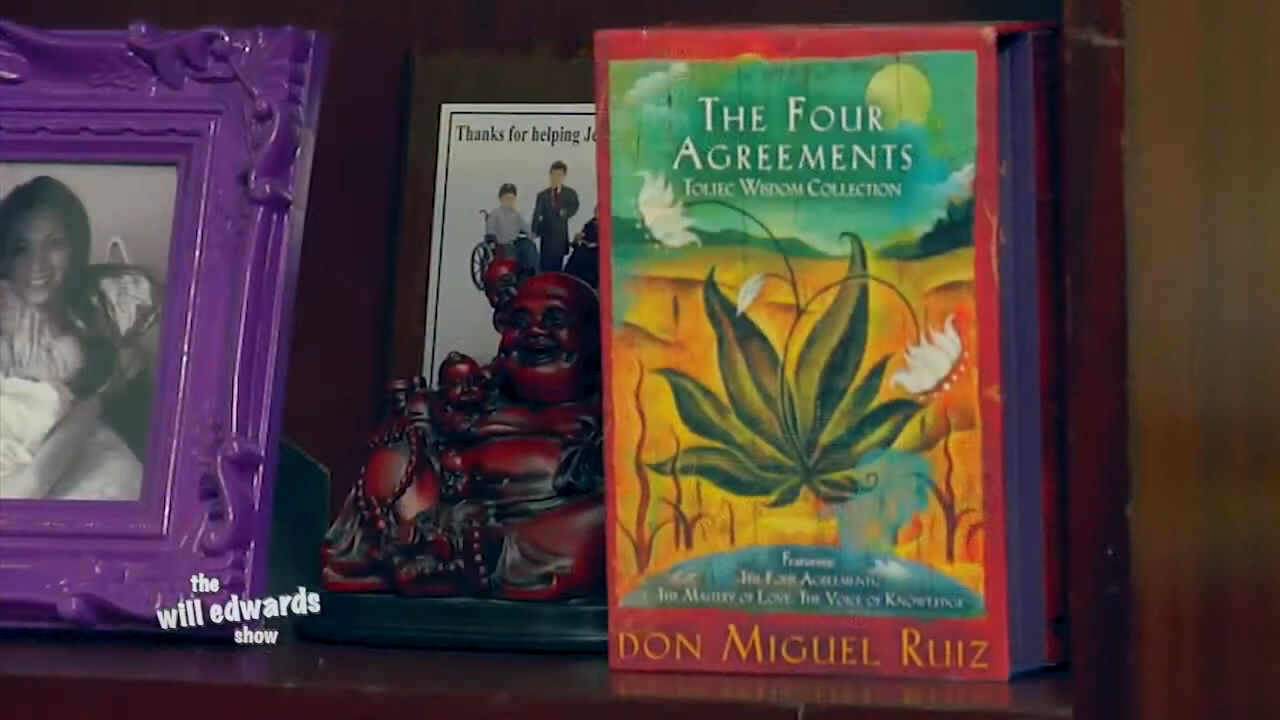 Thanks for helping Je
THE FOUR
AGREEMENTS
TOLTEC WISDOM COLLECTION
Featuring
THE FOUR AGREEMENTS,
THE MASTERY OF LOVE, THE VOICE OF KNOWLEDGE
DON MIGUEL RUIZ
the
will edwards
show